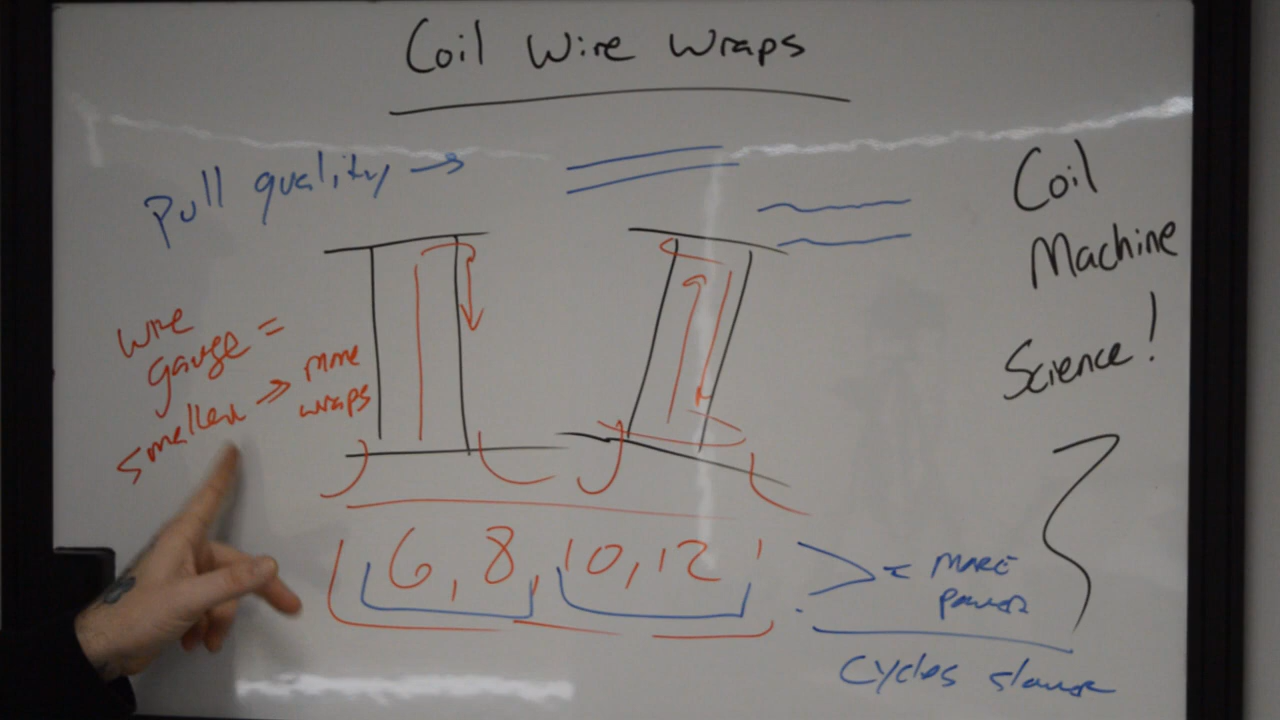 Coil Wire Wraps
Pull quality →
Coil
Machine
Science!
Wire
gauge =
smaller → more
wraps
6, 8, 10, 12
= MORE
power
Cycles slower